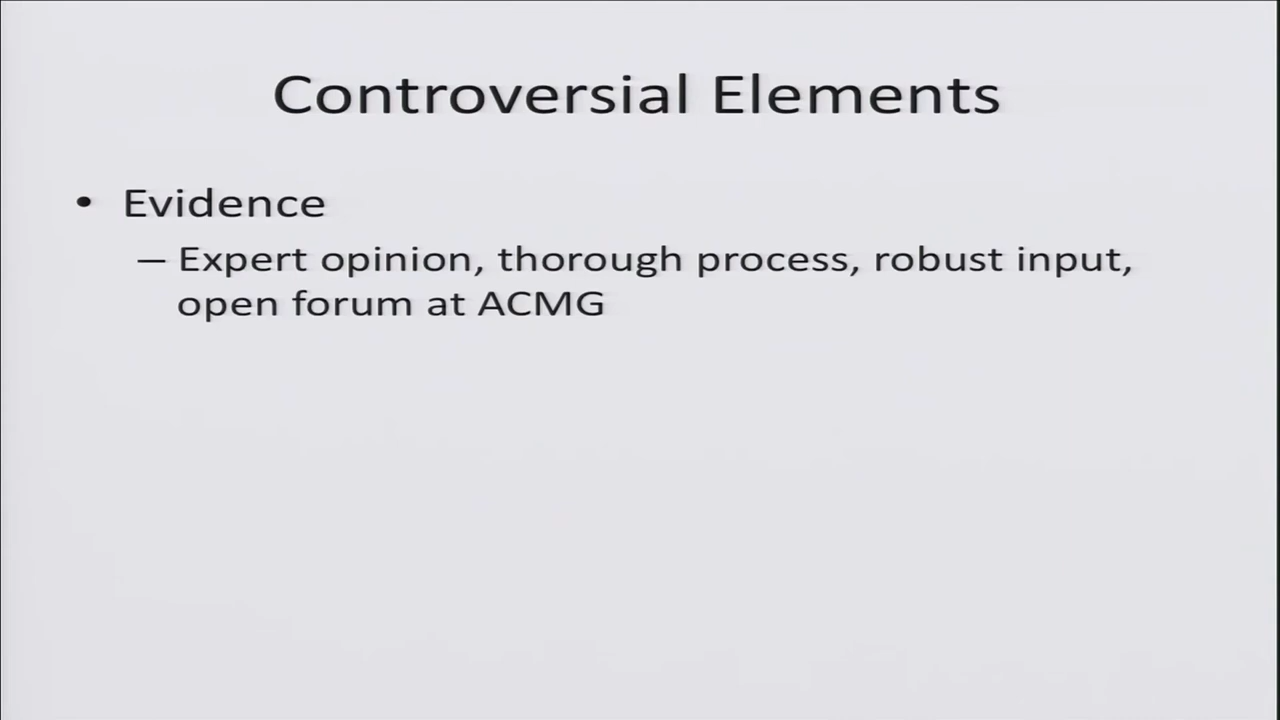 Controversial Elements
• Evidence
– Expert opinion, thorough process, robust input,
open forum at ACMG